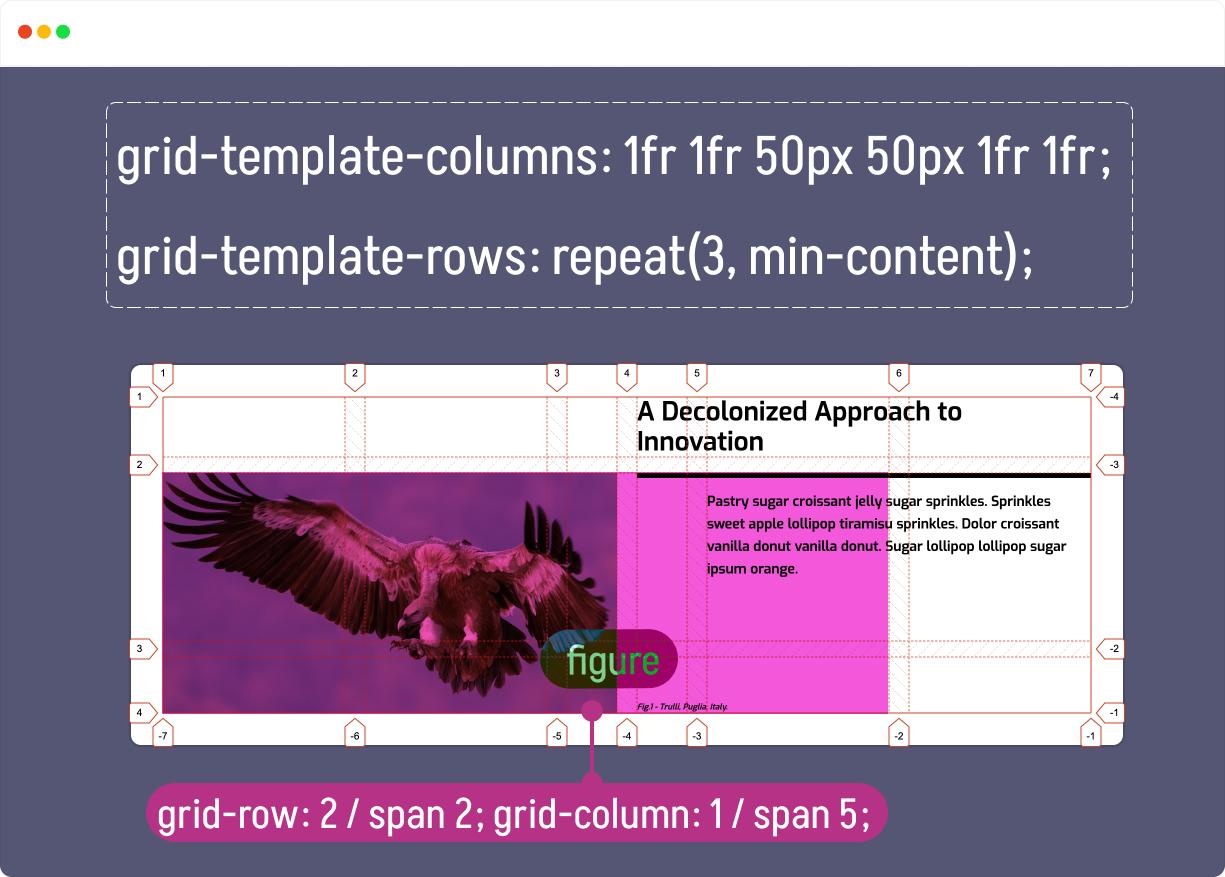 grid-template-columns: 1fr 1fr 50px 50px 1fr 1fr;
grid-template-rows: repeat(3, min-content);
1 2 3 4 5 6 7
1 -4
A Decolonized Approach to
Innovation
2 -3
Pastry sugar croissant jelly sugar sprinkles. Sprinkles
sweet apple lollipop tiramisu sprinkles. Dolor croissant
vanilla donut vanilla donut. Sugar lollipop lollipop sugar
ipsum orange.
3 -2
figure
Fig.1 - Trulli, Puglia, Italy.
4 -1
-7 -6 -5 -4 -3 -2 -1
grid-row: 2 / span 2; grid-column: 1 / span 5;